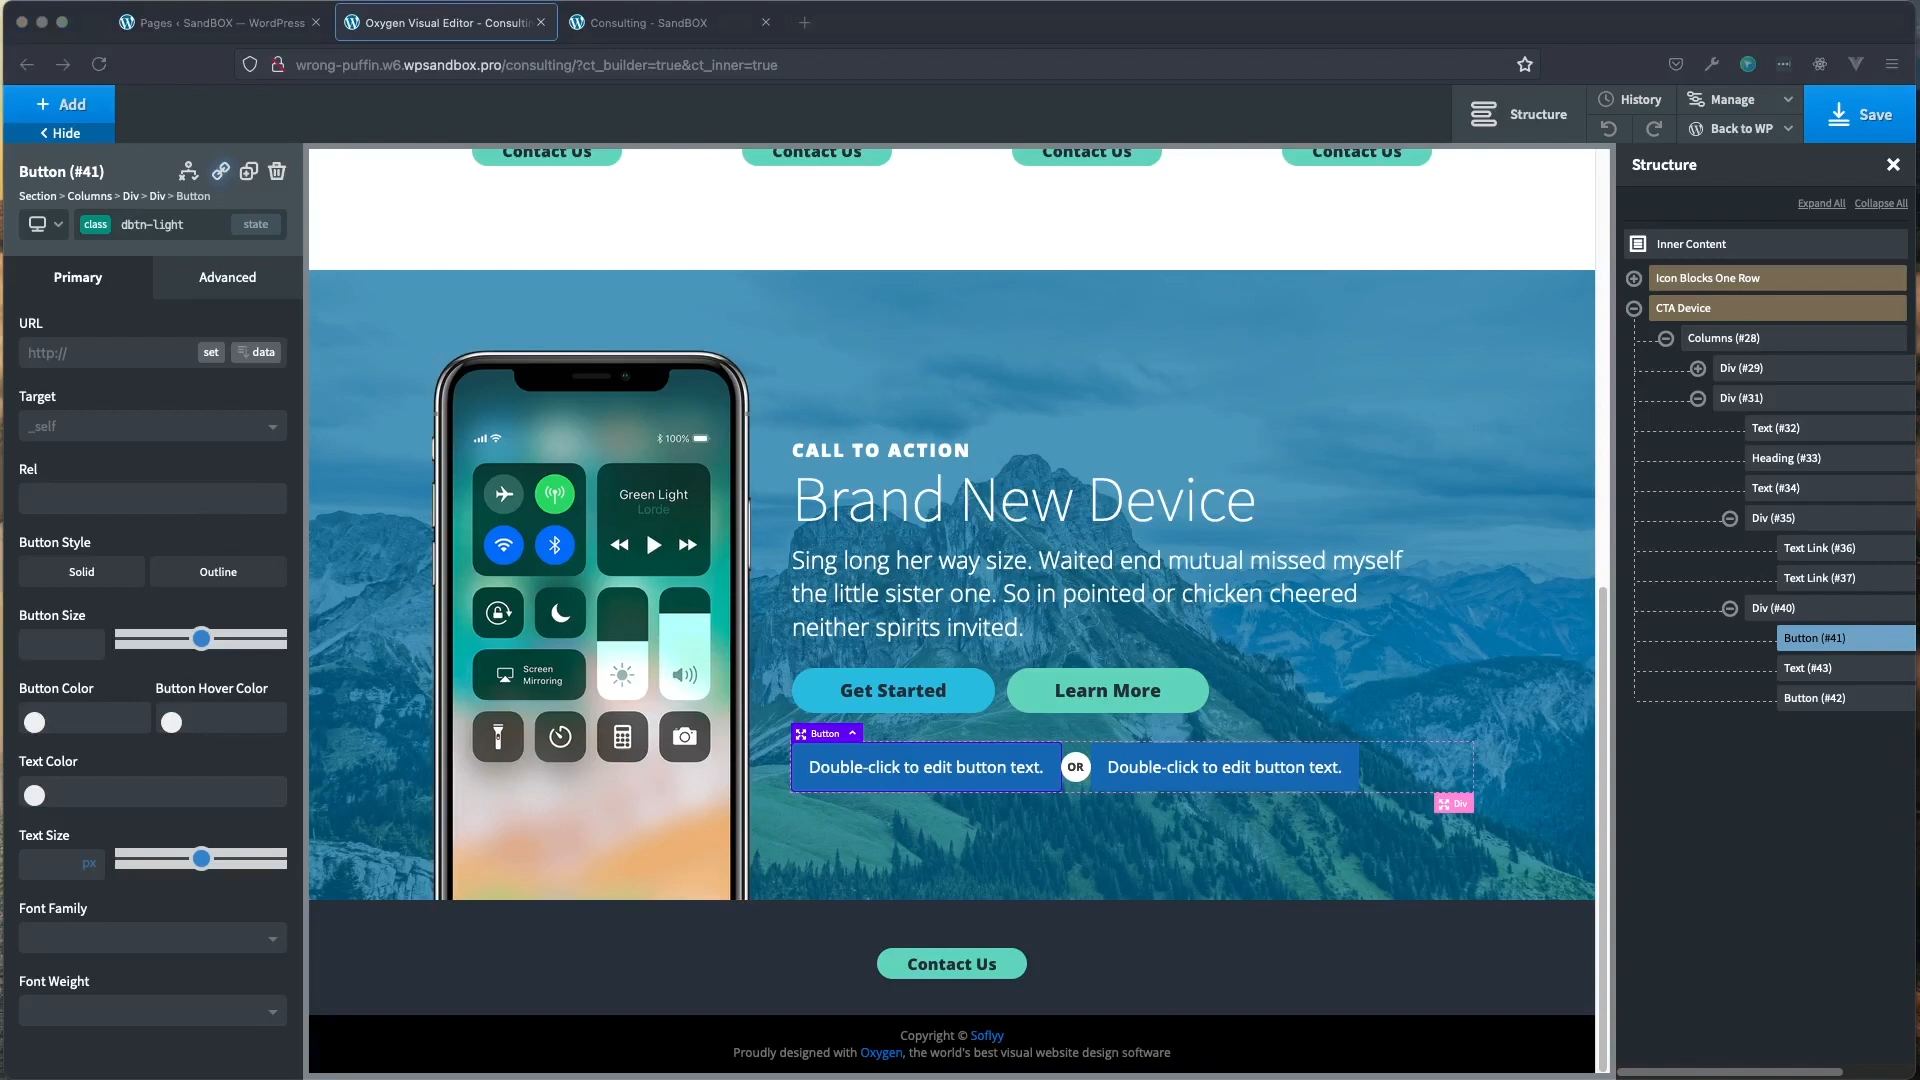 Pages ‹ SandBOX — WordPress
Oxygen Visual Editor - Consultin
Consulting - SandBOX
wrong-puffin.w6.wpsandbox.pro/consulting/?ct_builder=true&ct_inner=true
+ Add
Hide
Structure
History
Manage
Back to WP
Save
Button (#41)
Section > Columns > Div > Div > Button
class dbtn-light state
Primary
Advanced
URL
http:// set data
Target
_self
Rel
Button Style
Solid
Outline
Button Size
Button Color
Button Hover Color
Text Color
Text Size
px
Font Family
Font Weight
Contact Us
Contact Us
Contact Us
Contact Us
100%
Green Light
Lorde
Screen
Mirroring
CALL TO ACTION
Brand New Device
Sing long her way size. Waited end mutual missed myself
the little sister one. So in pointed or chicken cheered
neither spirits invited.
Get Started
Learn More
Button
Double-click to edit button text.
OR
Double-click to edit button text.
Div
Contact Us
Copyright © Soflyy
Proudly designed with Oxygen, the world's best visual website design software
Structure
Expand All
Collapse All
Inner Content
Icon Blocks One Row
CTA Device
Columns (#28)
Div (#29)
Div (#31)
Text (#32)
Heading (#33)
Text (#34)
Div (#35)
Text Link (#36)
Text Link (#37)
Div (#40)
Button (#41)
Text (#43)
Button (#42)